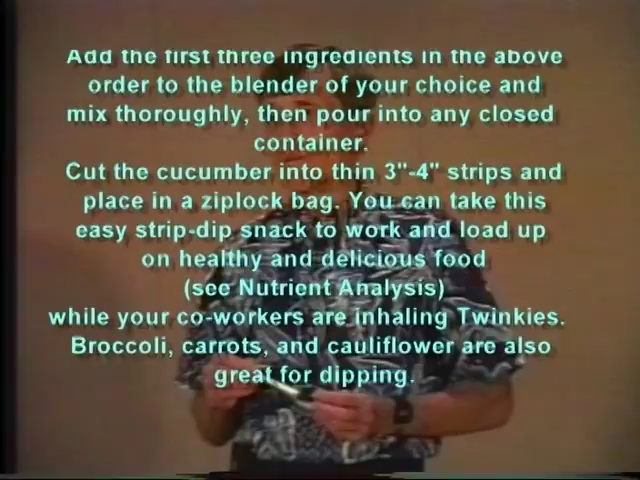 Add the first three ingredients in the above
order to the blender of your choice and
mix thoroughly, then pour into any closed
container.
Cut the cucumber into thin 3"-4" strips and
place in a ziplock bag. You can take this
easy strip-dip snack to work and load up
on healthy and delicious food
(see Nutrient Analysis)
while your co-workers are inhaling Twinkies.
Broccoli, carrots, and cauliflower are also
great for dipping.